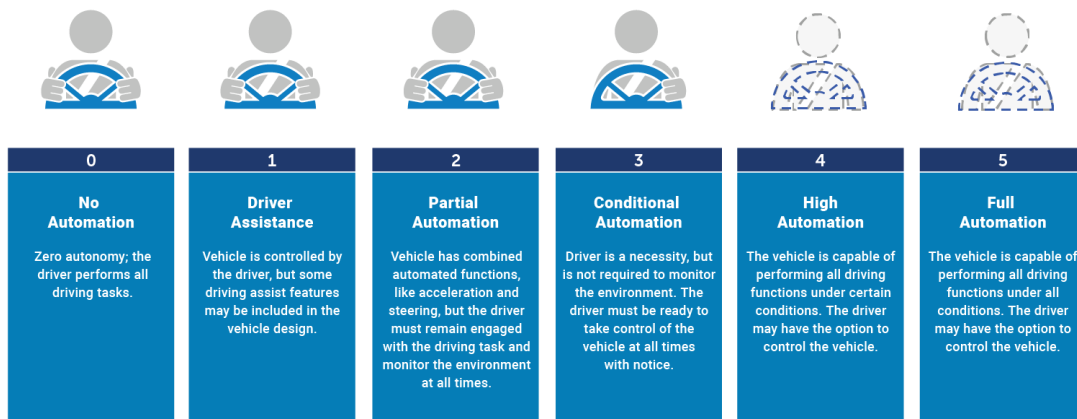 0
No
Automation
Zero autonomy; the
driver performs all
driving tasks.
1
Driver
Assistance
Vehicle is controlled by
the driver, but some
driving assist features
may be included in the
vehicle design.
2
Partial
Automation
Vehicle has combined
automated functions,
like acceleration and
steering, but the driver
must remain engaged
with the driving task and
monitor the environment
at all times.
3
Conditional
Automation
Driver is a necessity, but
is not required to monitor
the environment. The
driver must be ready to
take control of the
vehicle at all times
with notice.
4
High
Automation
The vehicle is capable of
performing all driving
functions under certain
conditions. The driver
may have the option to
control the vehicle.
5
Full
Automation
The vehicle is capable of
performing all driving
functions under all
conditions. The driver
may have the option to
control the vehicle.